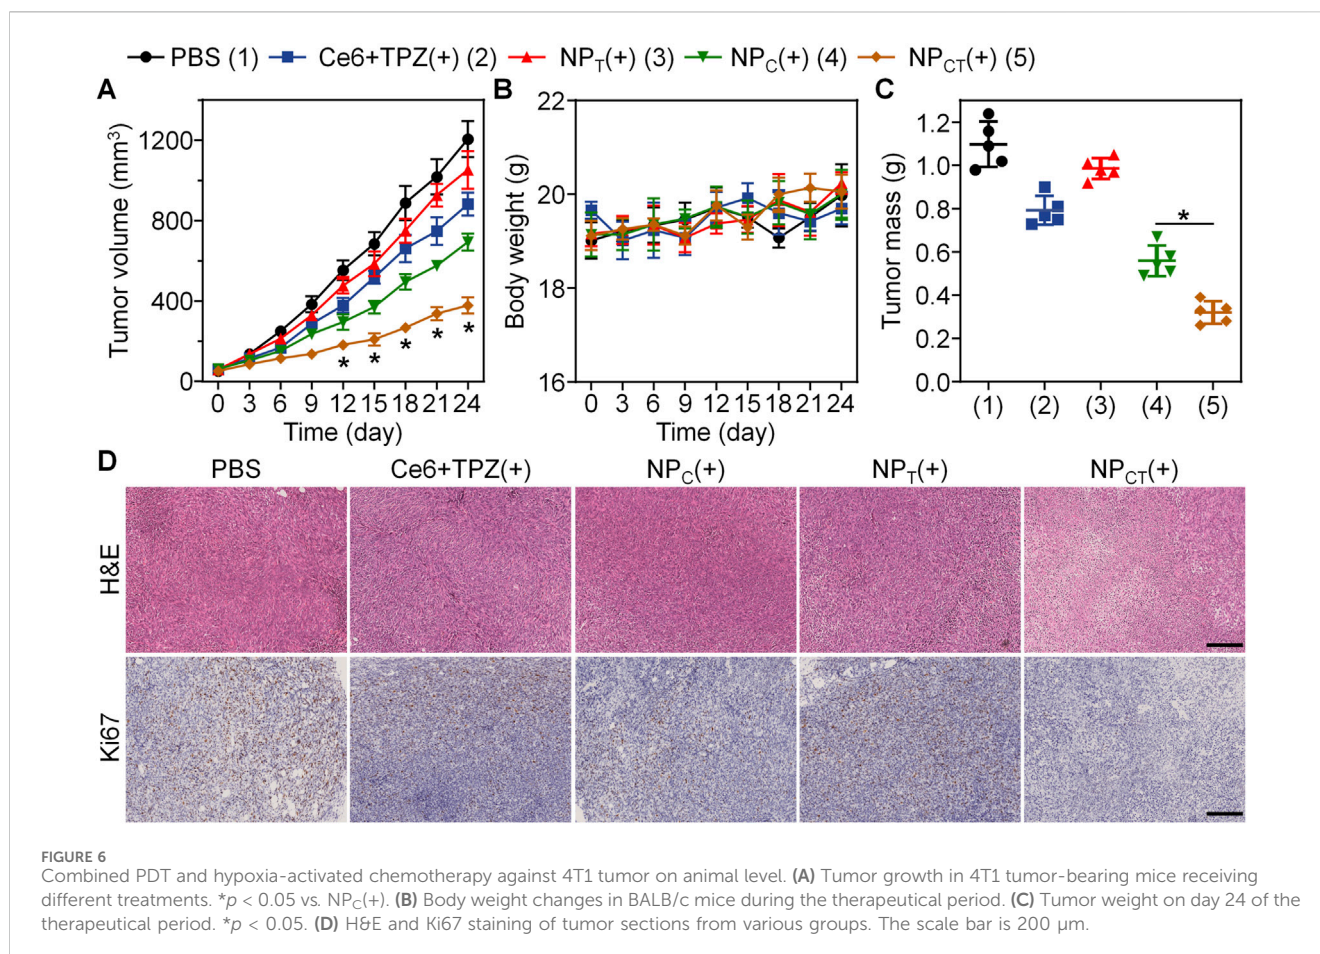 PBS (1) Ce6+TPZ(+) (2) NPT(+) (3) NPC(+) (4) NPCT(+) (5)
A
Tumor volume (mm³)
1200
800
400
0
0 3 6 9 12 15 18 21 24
Time (day)
* * * * *
B
Body weight (g)
22
20
18
16
0 3 6 9 12 15 18 21 24
Time (day)
C
Tumor mass (g)
1.2
1.0
0.8
0.6
0.4
0.2
0.0
*
(1) (2) (3) (4) (5)
D
PBS Ce6+TPZ(+) NPC(+) NPT(+) NPCT(+)
H&E
Ki67
FIGURE 6
Combined PDT and hypoxia-activated chemotherapy against 4T1 tumor on animal level. (A) Tumor growth in 4T1 tumor-bearing mice receiving
different treatments. *p < 0.05 vs. NPC(+). (B) Body weight changes in BALB/c mice during the therapeutical period. (C) Tumor weight on day 24 of the
therapeutical period. *p < 0.05. (D) H&E and Ki67 staining of tumor sections from various groups. The scale bar is 200 μm.